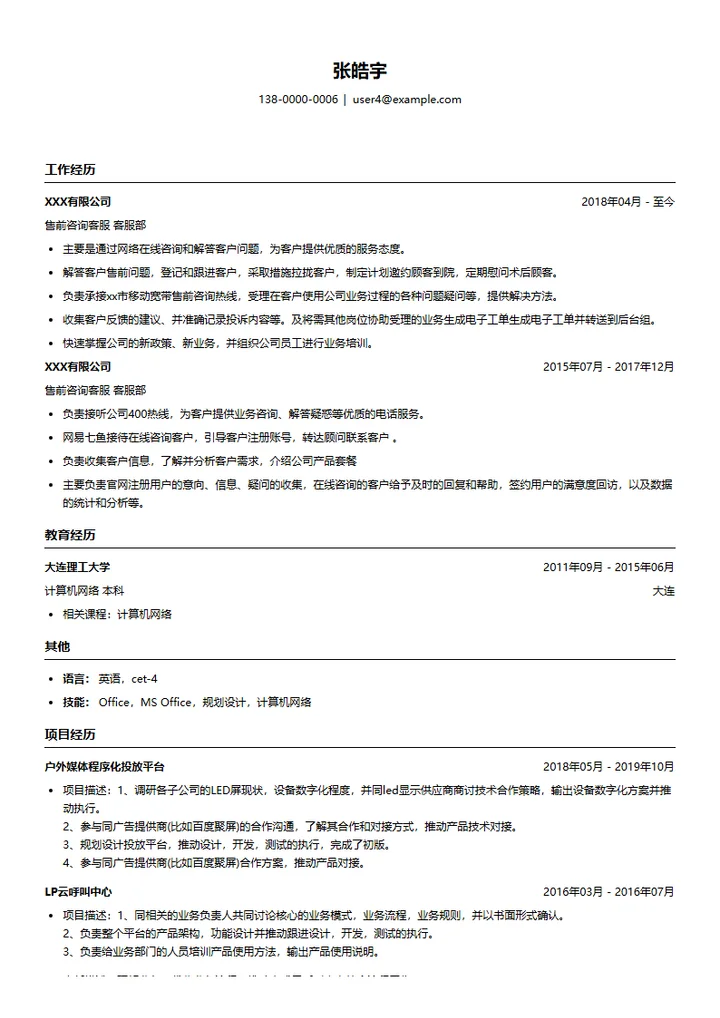 张皓宇
138-0000-0006 | user4@example.com
工作经历
XXX有限公司 2018年04月 - 至今
售前咨询客服 客服部
• 主要是通过网络在线咨询和解答客户问题，为客户提供优质的服务态度。
• 解答客户售前问题，登记和跟进客户，采取措施拉拢客户，制定计划邀约顾客到院，定期慰问术后顾客。
• 负责承接xx市移动宽带售前咨询热线，受理在客户使用公司业务过程的各种问题疑问等，提供解决方法。
• 收集客户反馈的建议、并准确记录投诉内容等。及将需其他岗位协助受理的业务生成电子工单生成电子工单并转送到后台组。
• 快速掌握公司的新政策、新业务，并组织公司员工进行业务培训。
XXX有限公司 2015年07月 - 2017年12月
售前咨询客服 客服部
• 负责接听公司400热线，为客户提供业务咨询、解答疑惑等优质的电话服务。
• 网易七鱼接待在线咨询客户，引导客户注册账号，转达顾问联系客户 。
• 负责收集客户信息，了解并分析客户需求，介绍公司产品套餐
• 主要负责官网注册用户的意向、信息、疑问的收集，在线咨询的客户给予及时的回复和帮助，签约用户的满意度回访，以及数据
的统计和分析等。
教育经历
大连理工大学 2011年09月 - 2015年06月
计算机网络 本科 大连
• 相关课程：计算机网络
其他
• 语言： 英语，cet-4
• 技能： Office，MS Office，规划设计，计算机网络
项目经历
户外媒体程序化投放平台 2018年05月 - 2019年10月
• 项目描述：1、调研各子公司的LED屏现状，设备数字化程度，并同led显示供应商商讨技术合作策略，输出设备数字化方案并推
动执行。
2、参与同广告提供商(比如百度聚屏)的合作沟通，了解其合作和对接方式，推动产品技术对接。
3、规划设计投放平台，推动设计，开发，测试的执行，完成了初版。
4、参与同广告提供商(比如百度聚屏)合作方案，推动产品对接。
LP云呼叫中心 2016年03月 - 2016年07月
• 项目描述：1、同相关的业务负责人共同讨论核心的业务模式，业务流程，业务规则，并以书面形式确认。
2、负责整个平台的产品架构，功能设计并推动跟进设计，开发，测试的执行。
3、负责给业务部门的人员培训产品使用方法，输出产品使用说明。